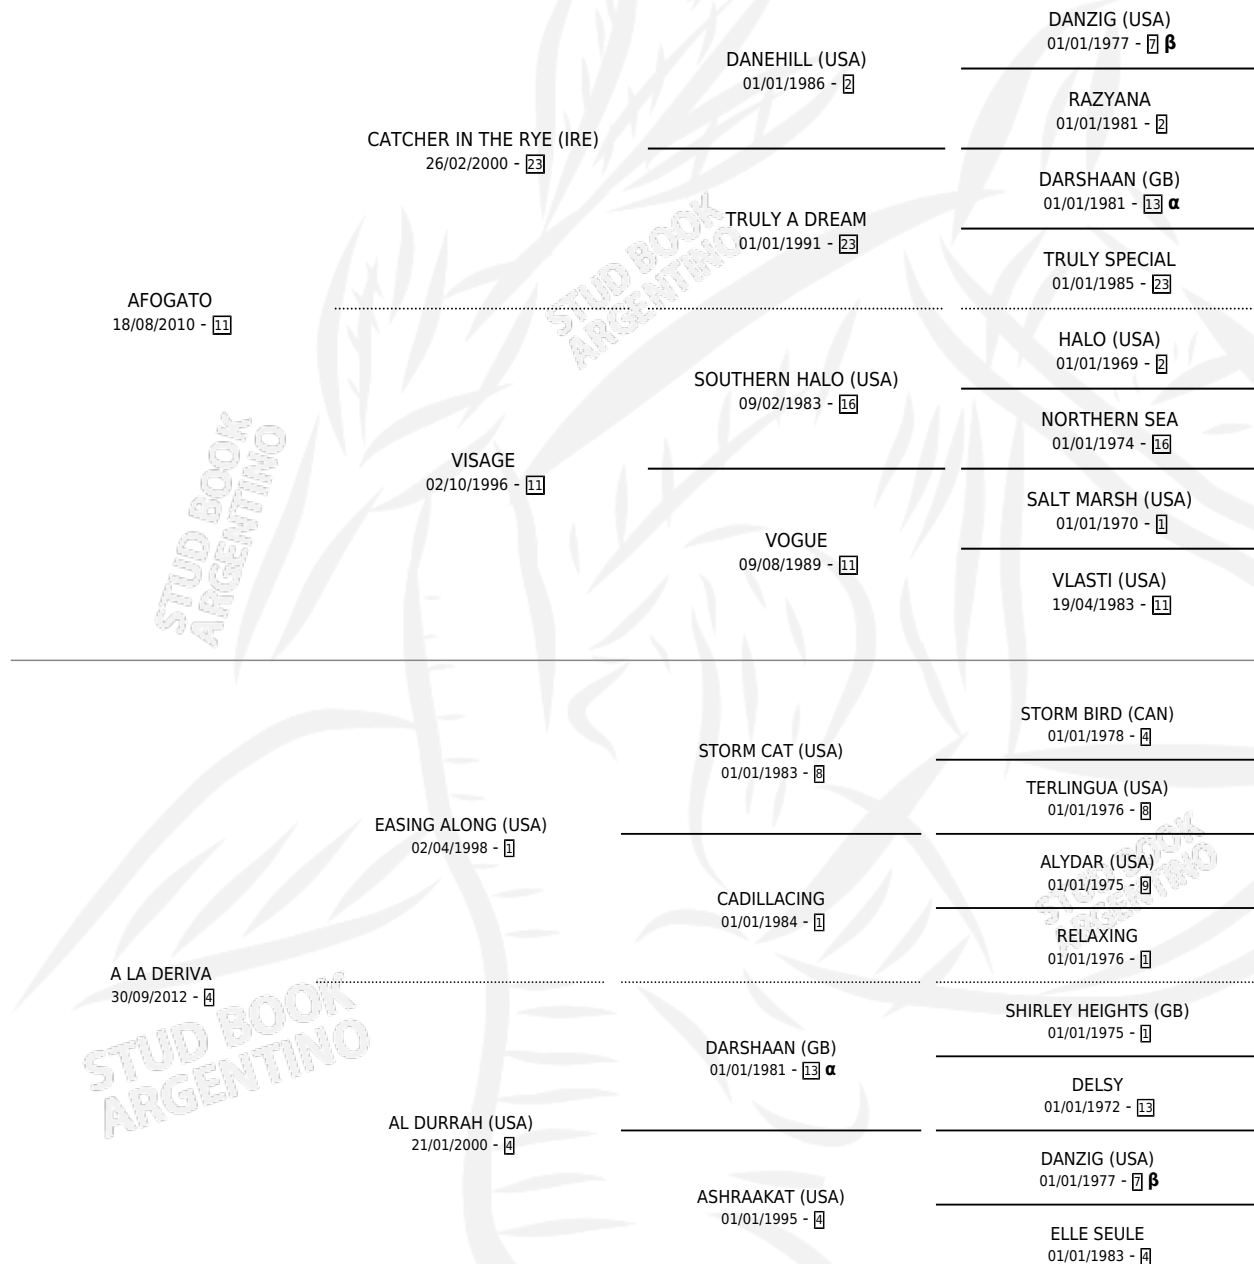 DANZIG (USA)
01/01/1977 - 7 β
DANEHILL (USA)
01/01/1986 - 2
RAZYANA
01/01/1981 - 2
CATCHER IN THE RYE (IRE)
26/02/2000 - 23
DARSHAAN (GB)
01/01/1981 - 13 α
TRULY A DREAM
01/01/1991 - 23
TRULY SPECIAL
01/01/1985 - 23
AFOGATO
18/08/2010 - 11
HALO (USA)
01/01/1969 - 2
SOUTHERN HALO (USA)
09/02/1983 - 16
NORTHERN SEA
01/01/1974 - 16
VISAGE
02/10/1996 - 11
SALT MARSH (USA)
01/01/1970 - 1
VOGUE
09/08/1989 - 11
VLASTI (USA)
19/04/1983 - 11
STUD BOOK
ARGENTINO
STUD BOOK
ARGENTINO
STORM BIRD (CAN)
01/01/1978 - 4
STORM CAT (USA)
01/01/1983 - 8
TERLINGUA (USA)
01/01/1976 - 8
EASING ALONG (USA)
02/04/1998 - 1
ALYDAR (USA)
01/01/1975 - 9
CADILLACING
01/01/1984 - 1
RELAXING
01/01/1976 - 1
STUD BOOK
ARGENTINO
A LA DERIVA
30/09/2012 - 4
STUD BOOK
ARGENTINO
SHIRLEY HEIGHTS (GB)
01/01/1975 - 1
DARSHAAN (GB)
01/01/1981 - 13 α
DELSY
01/01/1972 - 13
AL DURRAH (USA)
21/01/2000 - 4
DANZIG (USA)
01/01/1977 - 7 β
ASHRAAKAT (USA)
01/01/1995 - 4
ELLE SEULE
01/01/1983 - 4